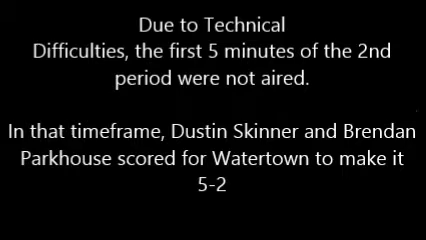 Due to Technical
Difficulties, the first 5 minutes of the 2nd
period were not aired.
In that timeframe, Dustin Skinner and Brendan
Parkhouse scored for Watertown to make it
5-2